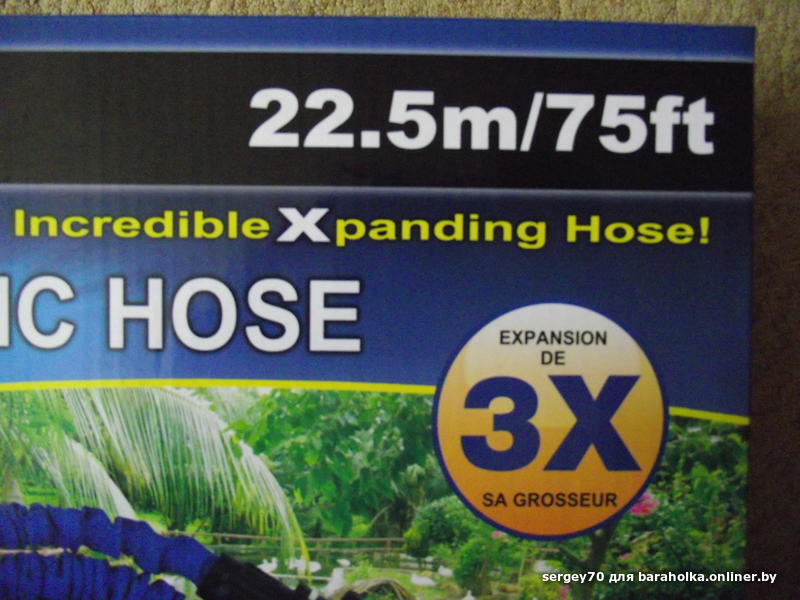 22.5m/75ft
Incredible Xpanding Hose!
IC HOSE
EXPANSION
DE
3X
SA GROSSEUR
sergey70 для baraholka.onliner.by